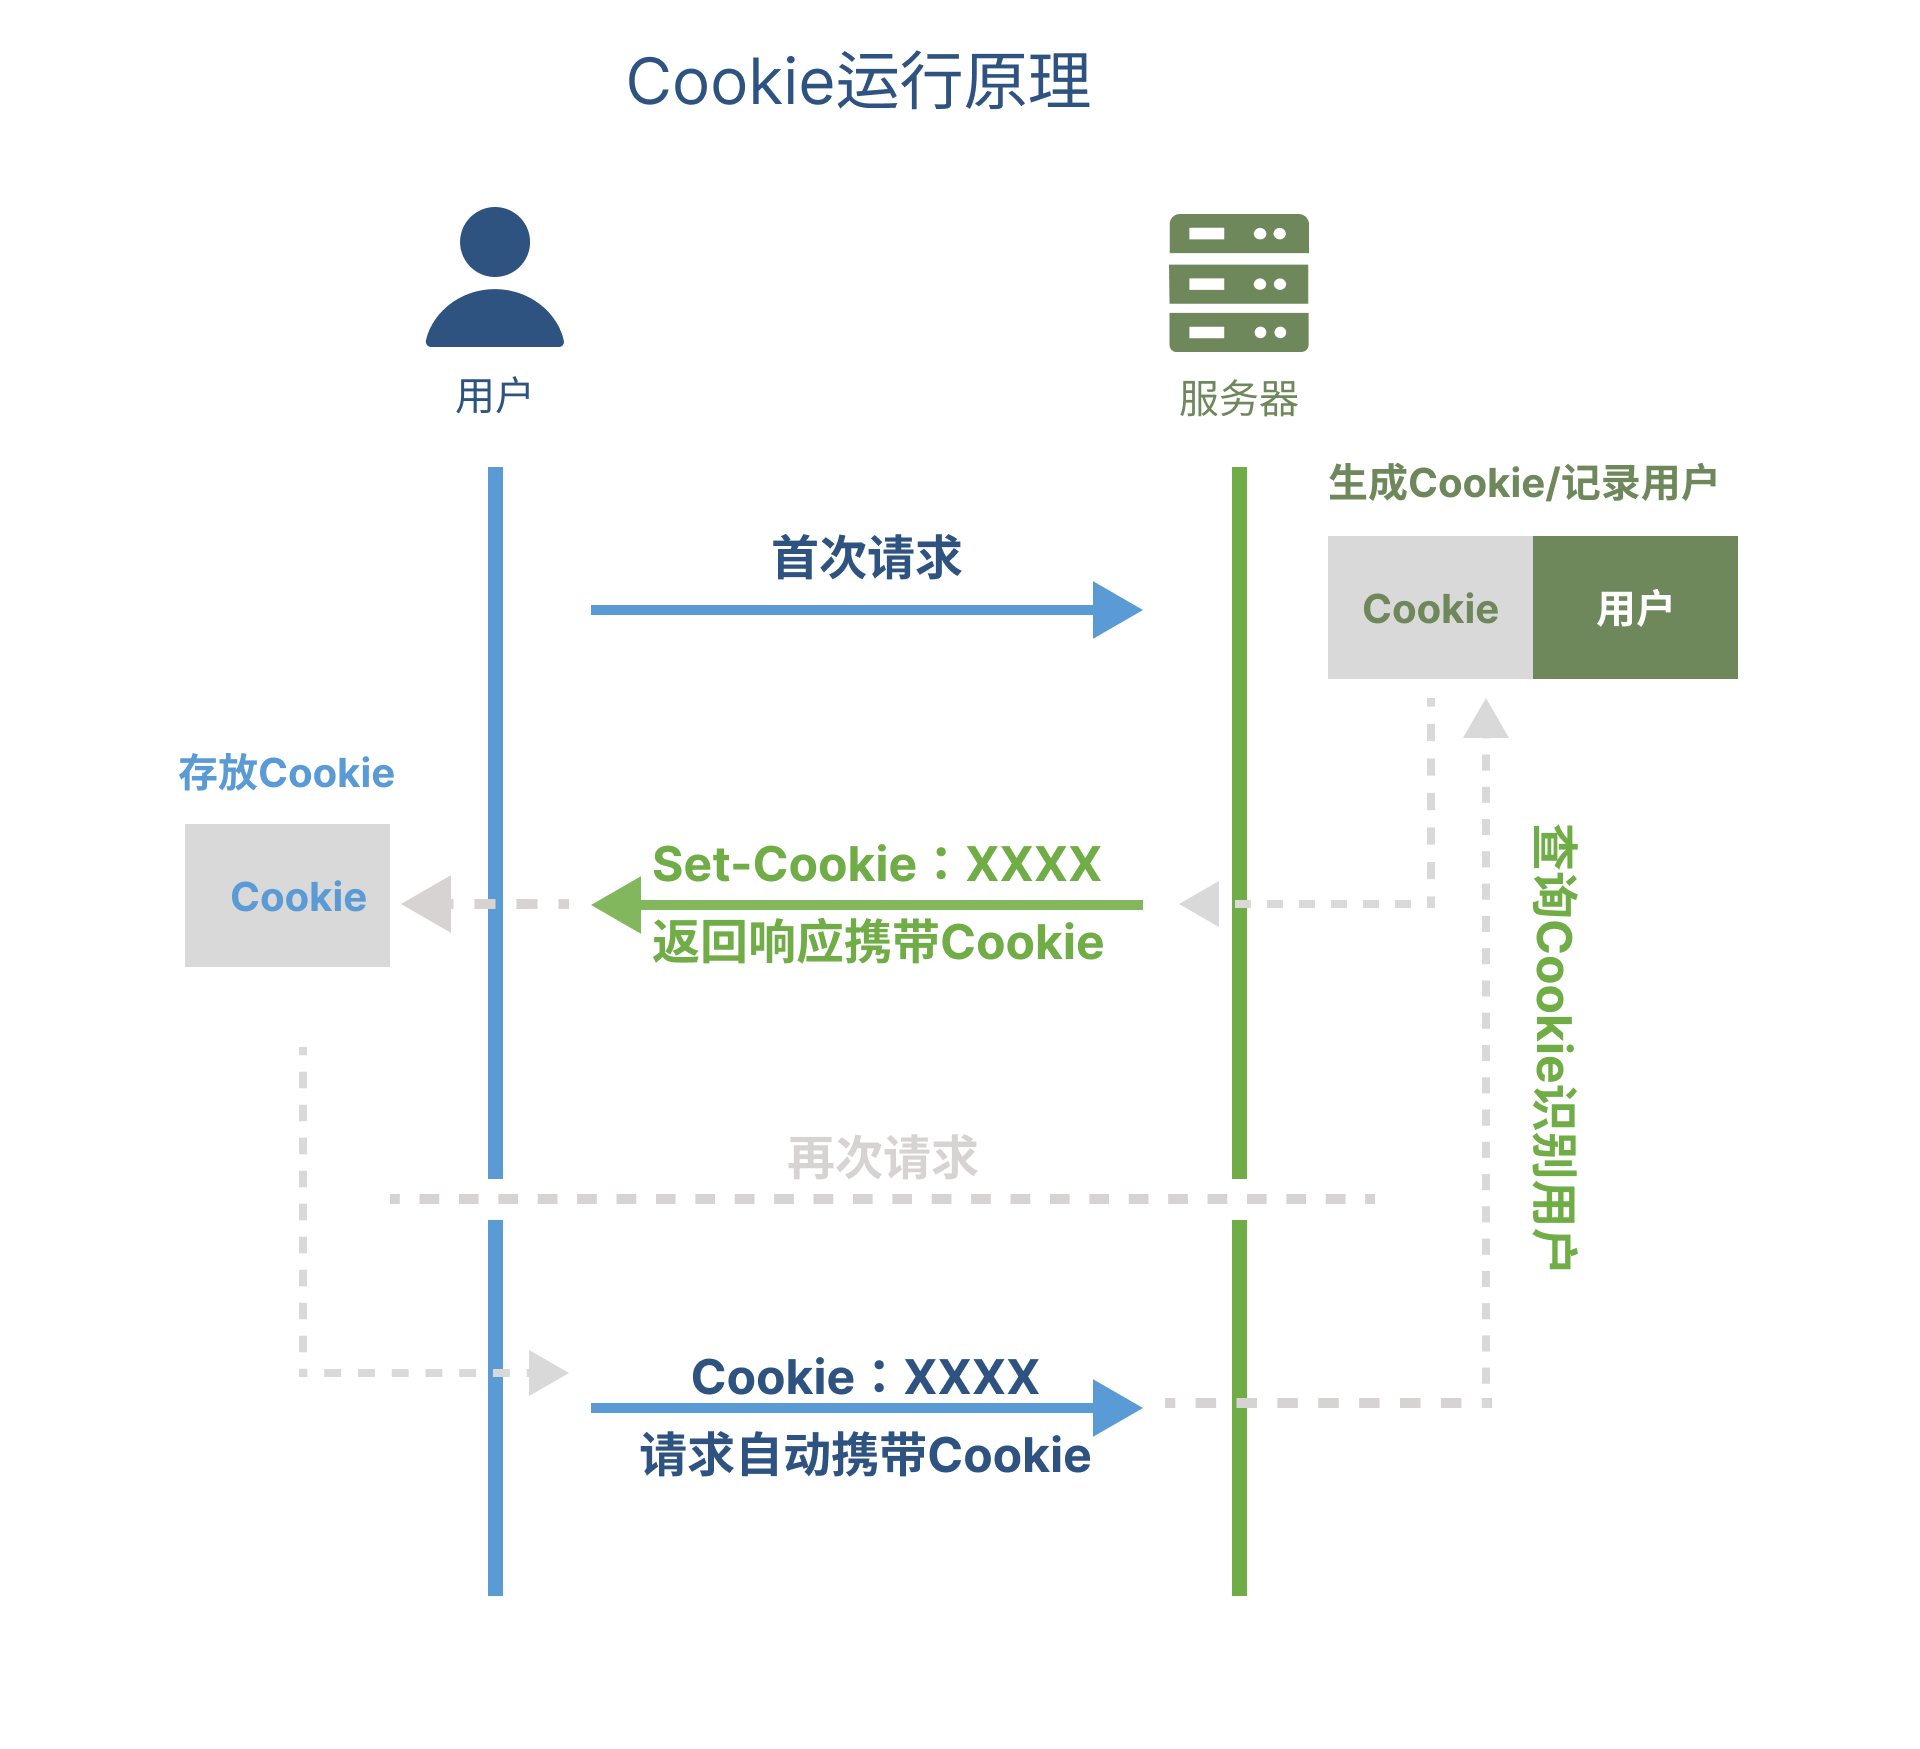 Cookie运行原理
用户
服务器
生成Cookie/记录用户
首次请求
Cookie
用户
存放Cookie
Cookie
Set-Cookie：XXXX
返回响应携带Cookie
查询Cookie识别用户
再次请求
Cookie：XXXX
请求自动携带Cookie